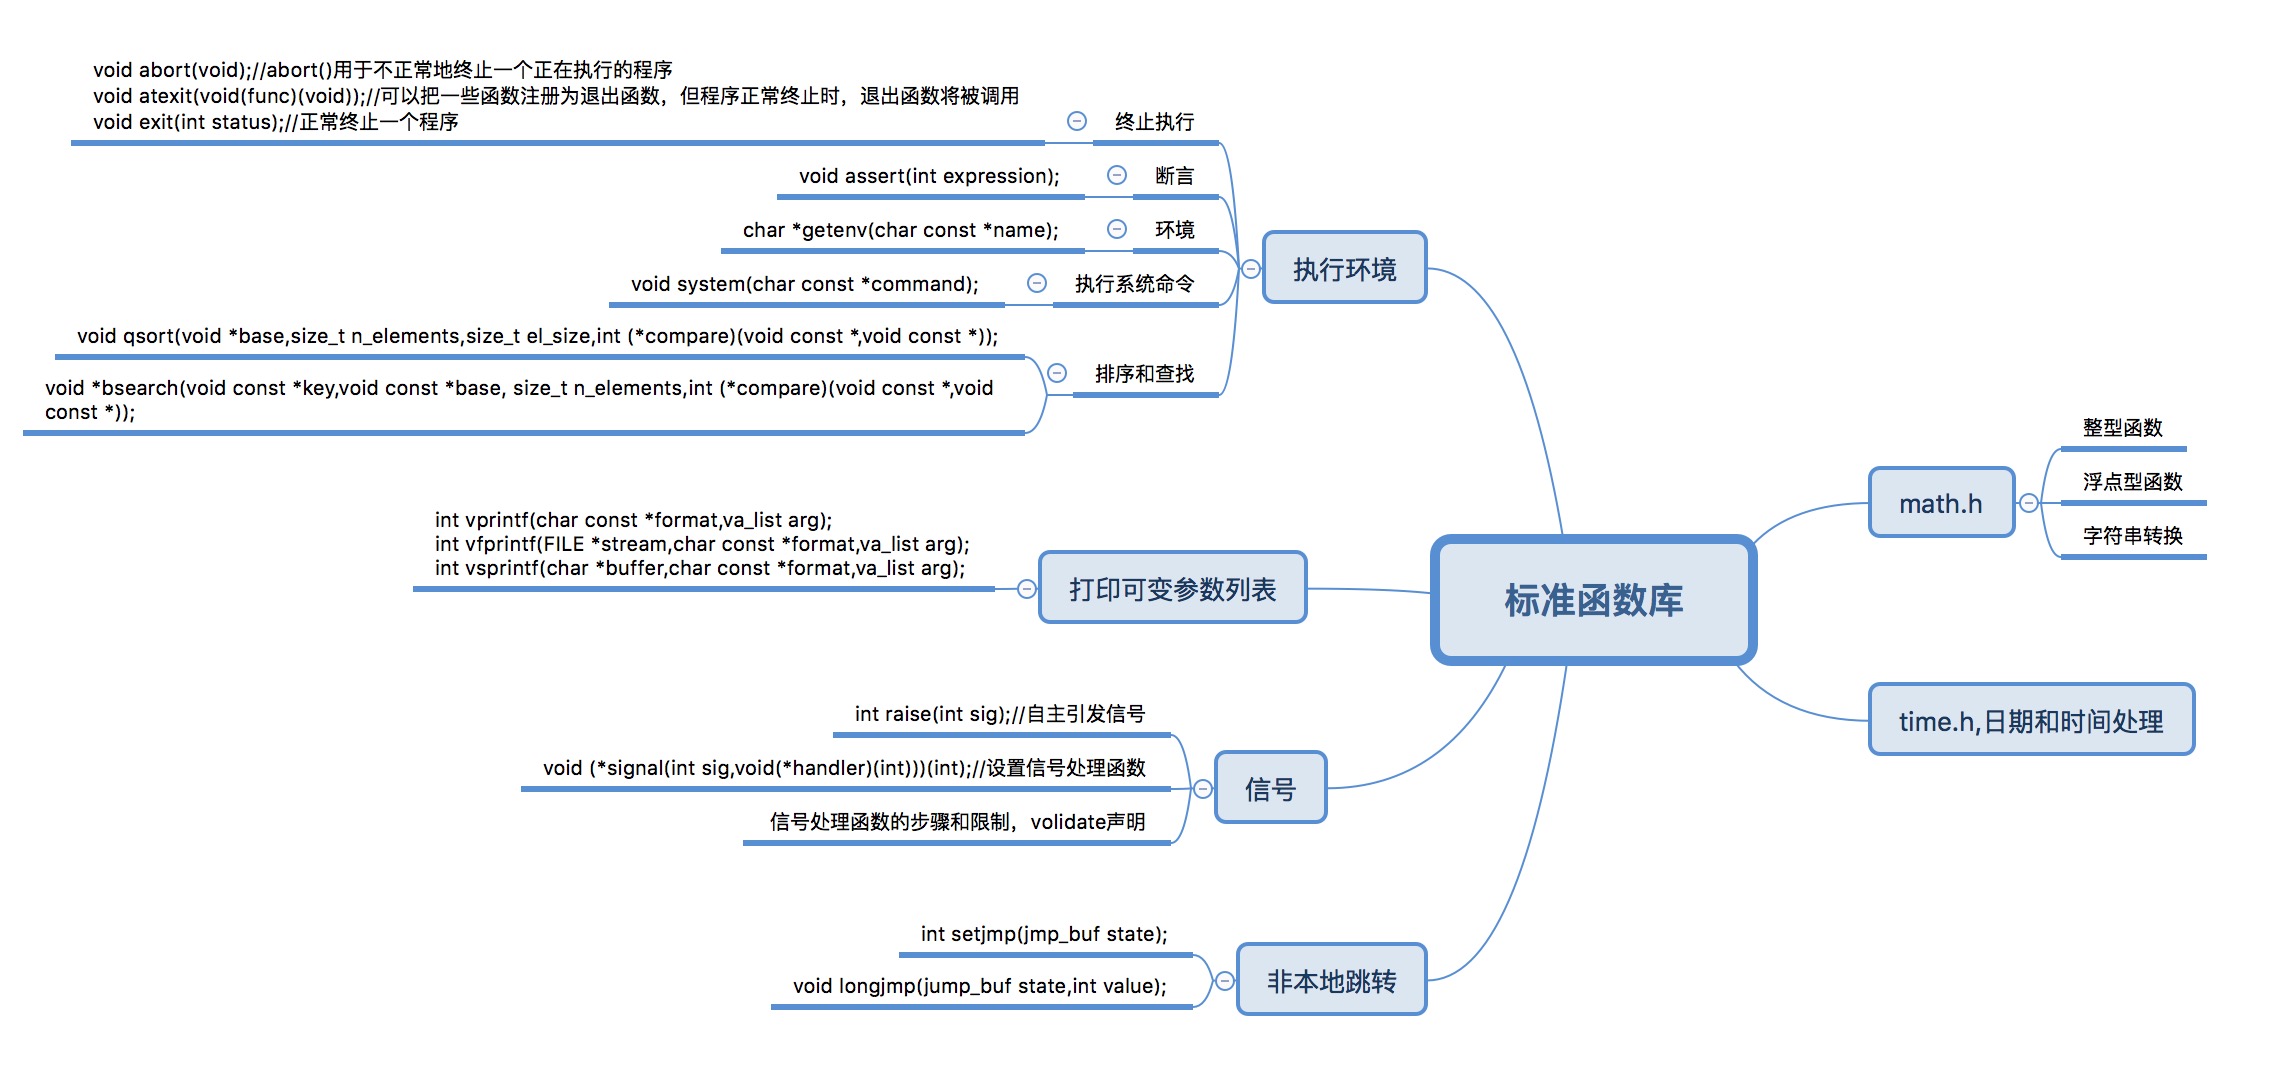 void abort(void);//abort()用于不正常地终止一个正在执行的程序
void atexit(void(func)(void));//可以把一些函数注册为退出函数，但程序正常终止时，退出函数将被调用
void exit(int status);//正常终止一个程序
终止执行
void assert(int expression);
断言
char *getenv(char const *name);
环境
void system(char const *command);
执行系统命令
void qsort(void *base,size_t n_elements,size_t el_size,int (*compare)(void const *,void const *));
void *bsearch(void const *key,void const *base, size_t n_elements,int (*compare)(void const *,void
const *));
排序和查找
执行环境
int vprintf(char const *format,va_list arg);
int vfprintf(FILE *stream,char const *format,va_list arg);
int vsprintf(char *buffer,char const *format,va_list arg);
打印可变参数列表
int raise(int sig);//自主引发信号
void (*signal(int sig,void(*handler)(int)))(int);//设置信号处理函数
信号处理函数的步骤和限制，volidate声明
信号
int setjmp(jmp_buf state);
void longjmp(jump_buf state,int value);
非本地跳转
标准函数库
math.h
整型函数
浮点型函数
字符串转换
time.h,日期和时间处理